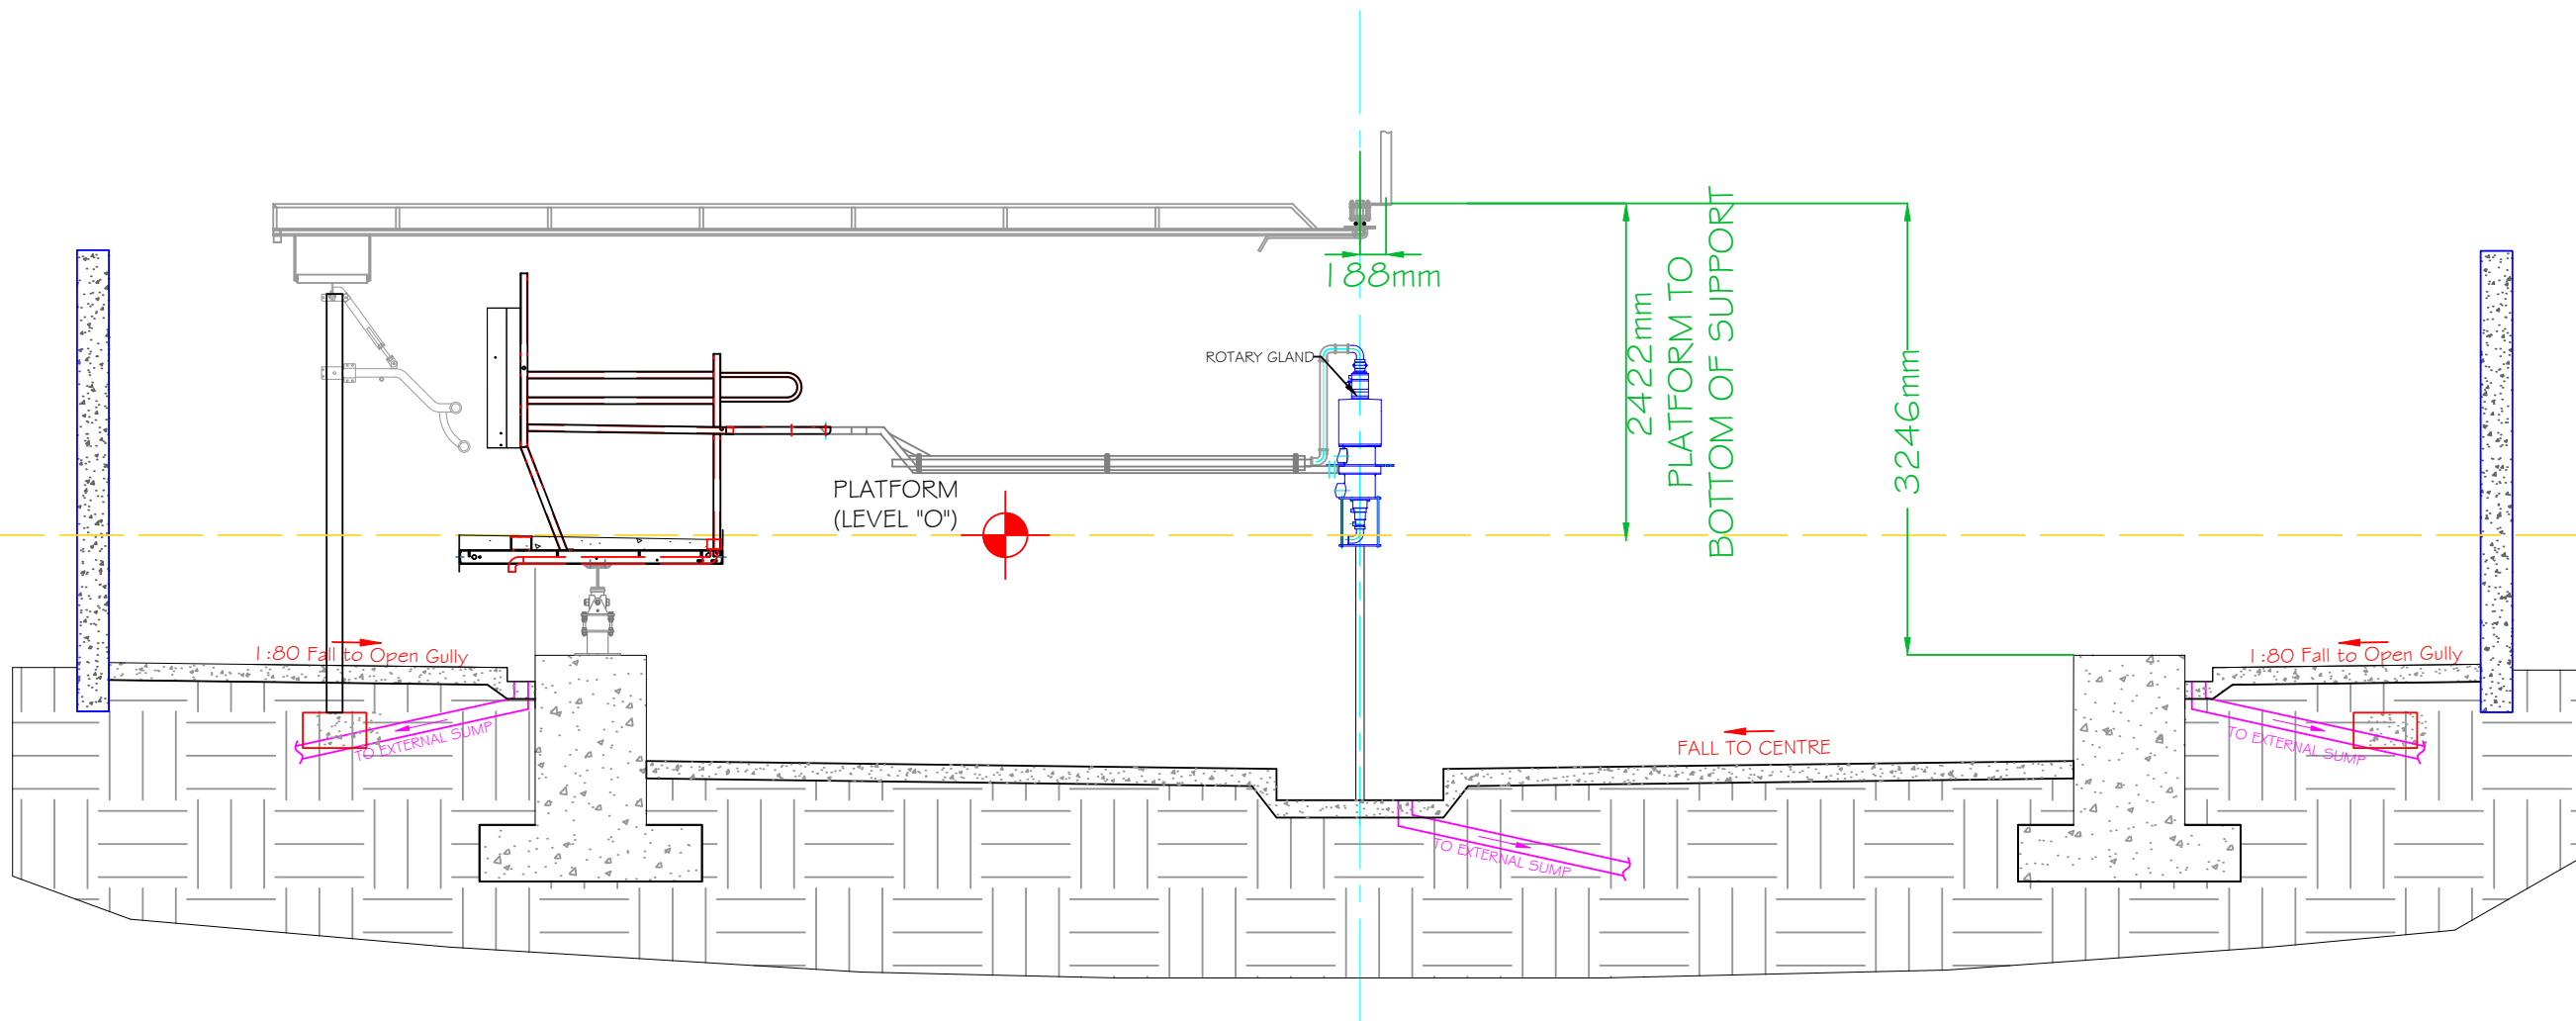 188mm
2422mm
PLATFORM TO
BOTTOM OF SUPPORT
3246mm
ROTARY GLAND
PLATFORM
(LEVEL "O")
1:80 Fall to Open Gully
1:80 Fall to Open Gully
TO EXTERNAL SUMP
FALL TO CENTRE
TO EXTERNAL SUMP
TO EXTERNAL SUMP